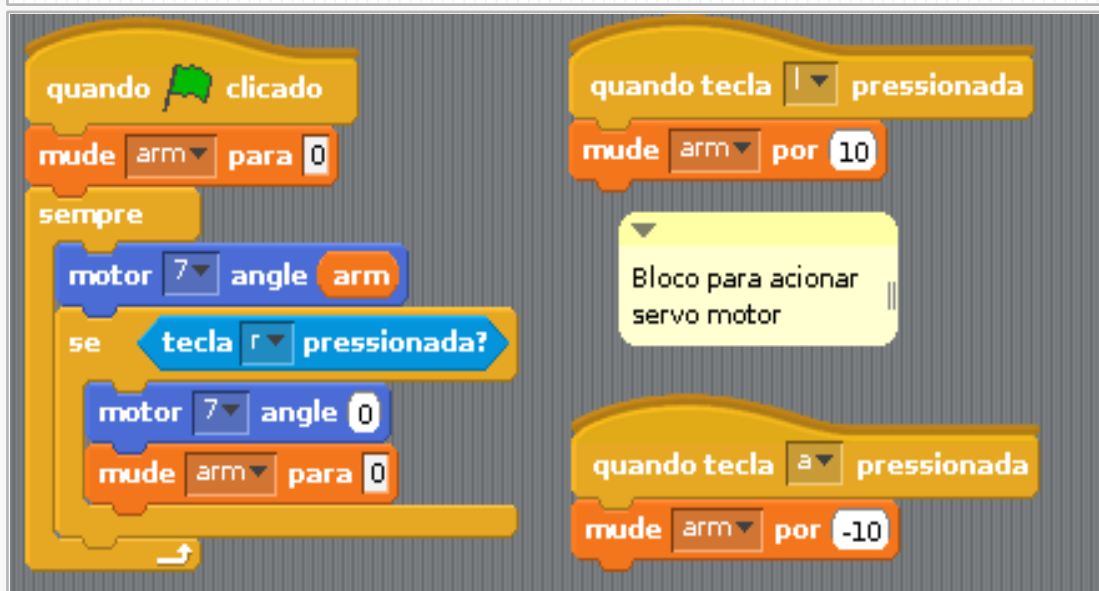 quando clicado
mude arm para 0
sempre
motor 7 angle arm
se tecla r pressionada?
motor 7 angle 0
mude arm para 0
quando tecla l pressionada
mude arm por 10
Bloco para acionar
servo motor
quando tecla a pressionada
mude arm por -10